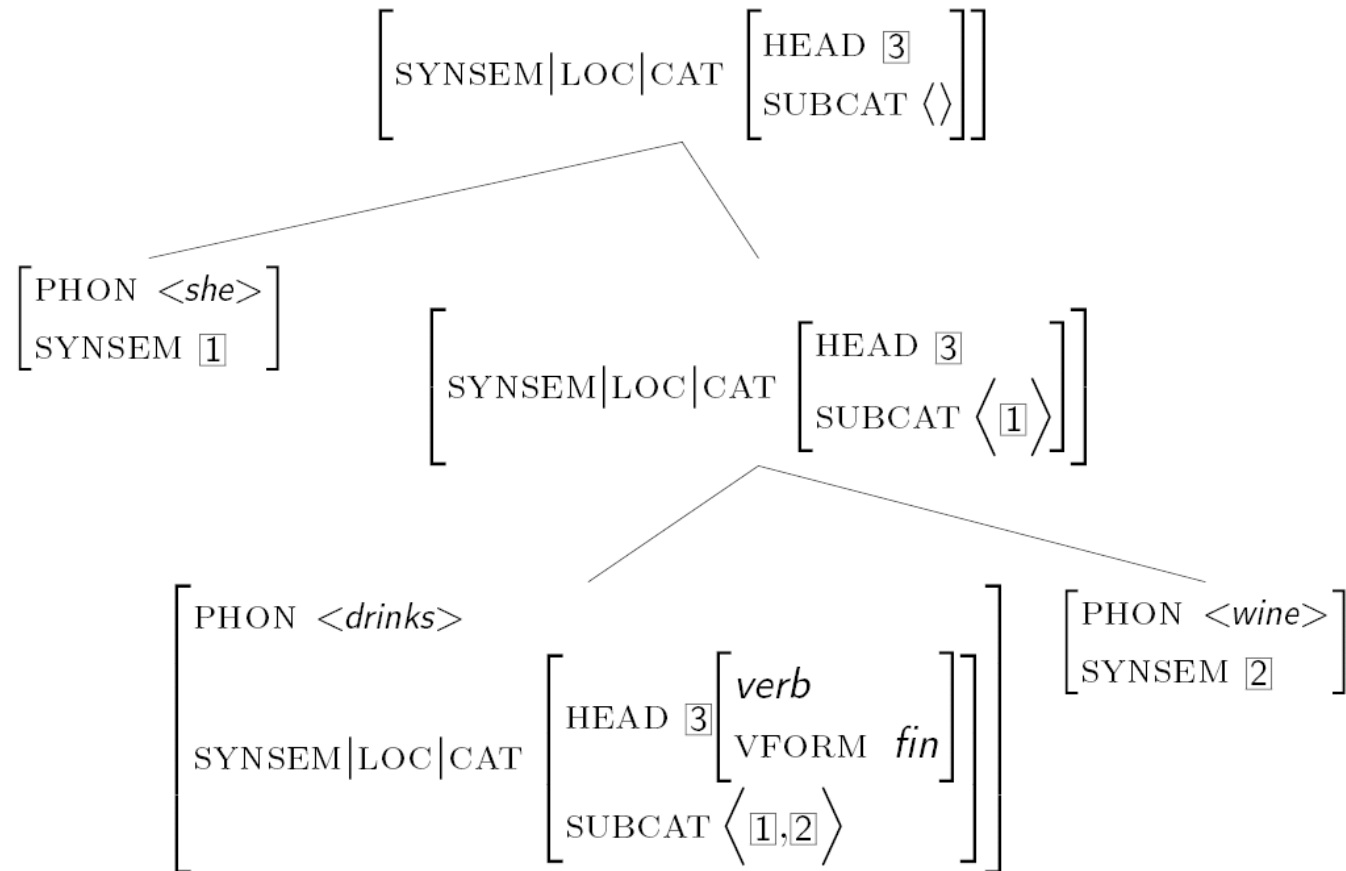 HEAD 3
SYNSEM|LOC|CAT
SUBCAT ⟨⟩
PHON <she>
SYNSEM 1
HEAD 3
SYNSEM|LOC|CAT
SUBCAT ⟨1⟩
PHON <drinks>
HEAD 3
verb
VFORM fin
SYNSEM|LOC|CAT
SUBCAT ⟨1,2⟩
PHON <wine>
SYNSEM 2